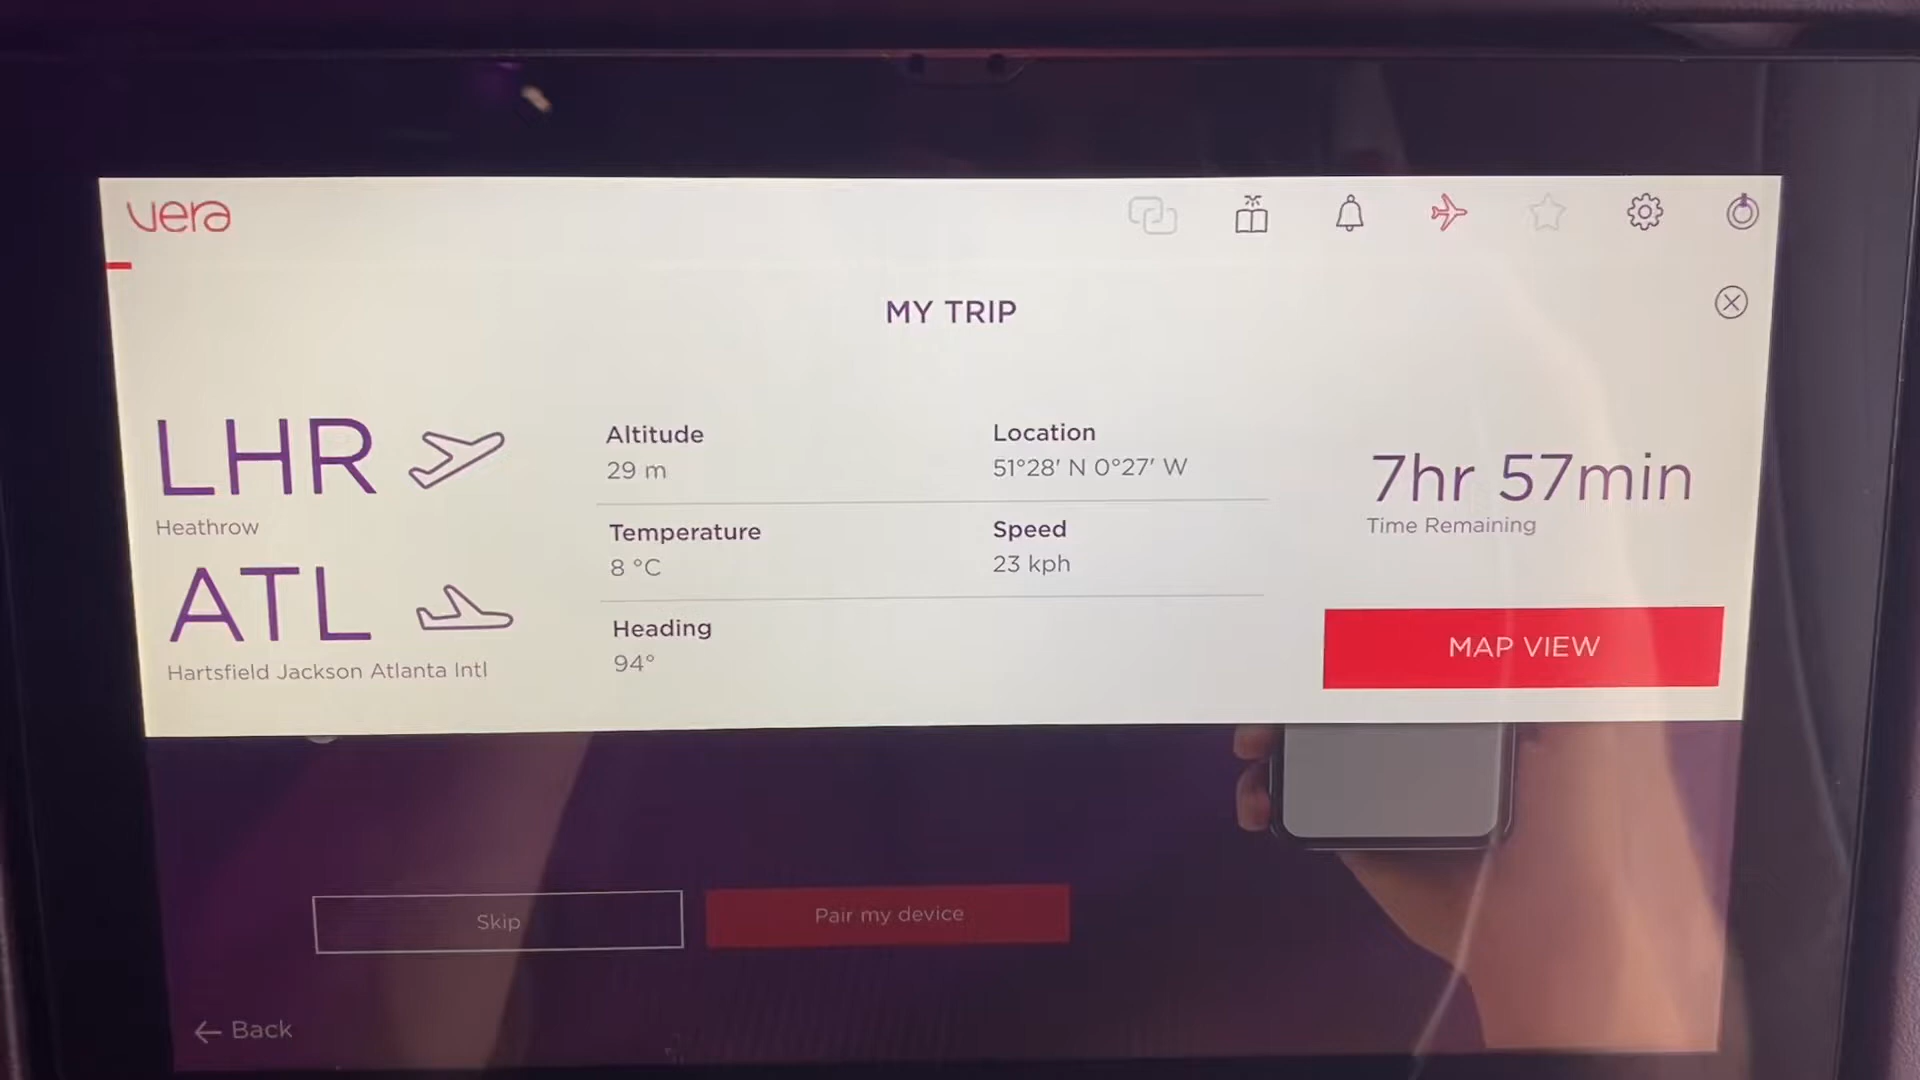 vera
MY TRIP
LHR
Heathrow
ATL
Hartsfield Jackson Atlanta Intl
Altitude
29 m
Location
51°28' N 0°27' W
Temperature
8 °C
Speed
23 kph
Heading
94°
7hr 57min
Time Remaining
MAP VIEW
Skip
Pair my device
← Back